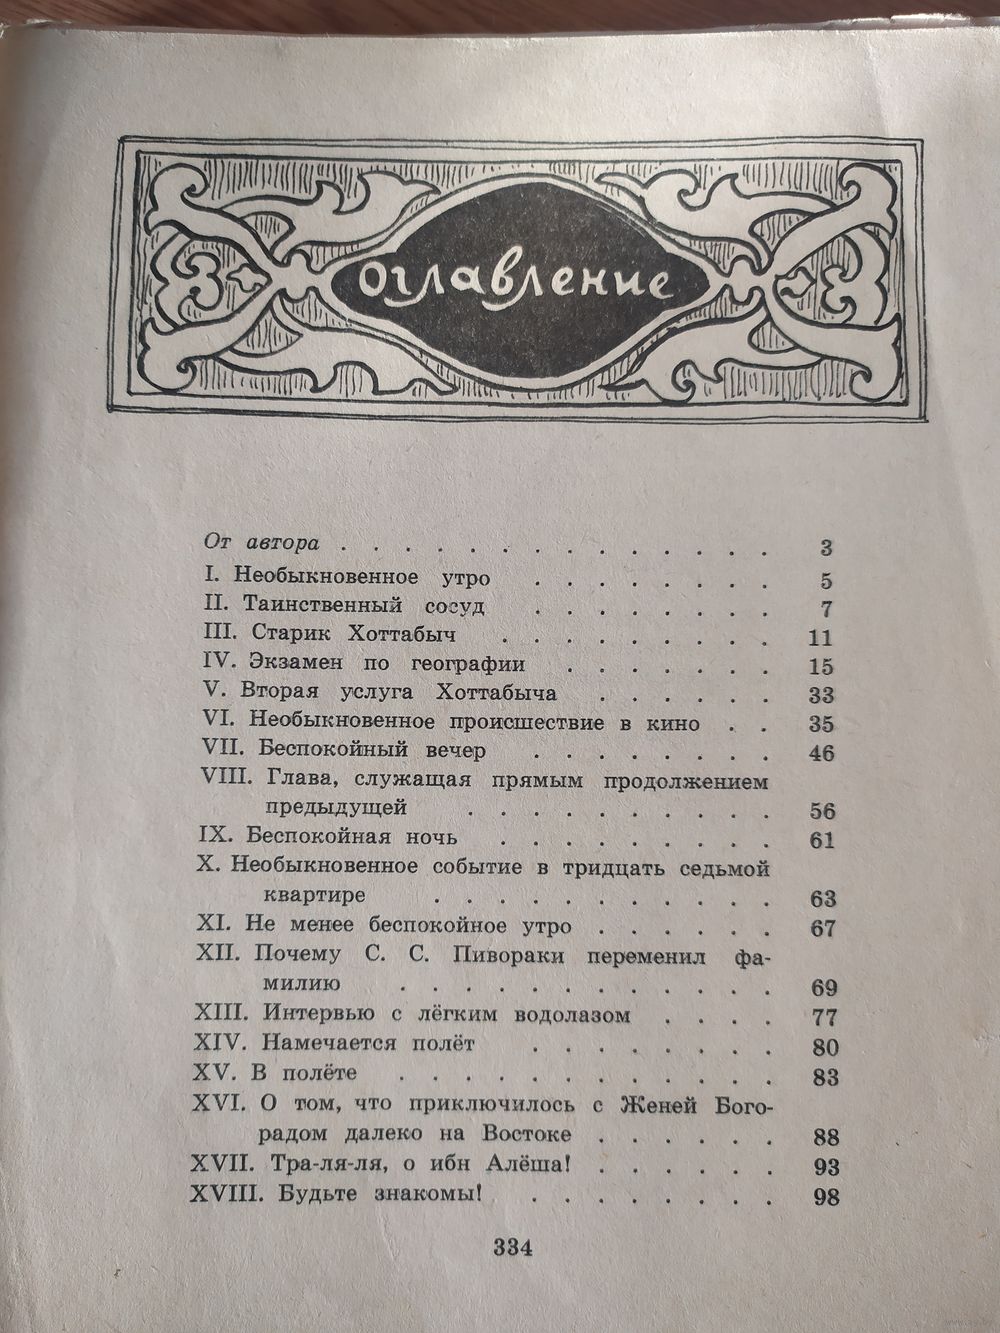 оглавление
От автора . . . . . . . . . . . . . . 3
I. Необыкновенное утро . . . . . . . . 5
II. Таинственный сосуд . . . . . . . . 7
III. Старик Хоттабыч . . . . . . . . . 11
IV. Экзамен по географии . . . . . . . 15
V. Вторая услуга Хоттабыча . . . . . . 33
VI. Необыкновенное происшествие в кино . . 35
VII. Беспокойный вечер . . . . . . . . 46
VIII. Глава, служащая прямым продолжением
предыдущей . . . . . . . . . . 56
IX. Беспокойная ночь . . . . . . . . . 61
X. Необыкновенное событие в тридцать седьмой
квартире . . . . . . . . . . . 63
XI. Не менее беспокойное утро . . . . . . 67
XII. Почему С. С. Пивораки переменил фа-
милию . . . . . . . . . . . . 69
XIII. Интервью с лёгким водолазом . . . . 77
XIV. Намечается полёт . . . . . . . . 80
XV. В полёте . . . . . . . . . . . . 83
XVI. О том, что приключилось с Женей Бого-
радом далеко на Востоке . . . . . . 88
XVII. Тра-ля-ля, о ибн Алёша! . . . . . . 93
XVIII. Будьте знакомы! . . . . . . . . 98
334